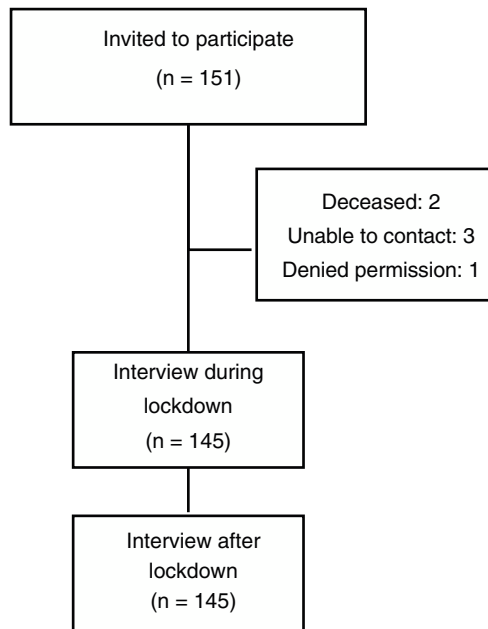 Invited to participate
(n = 151)
Deceased: 2
Unable to contact: 3
Denied permission: 1
Interview during
lockdown
(n = 145)
Interview after
lockdown
(n = 145)